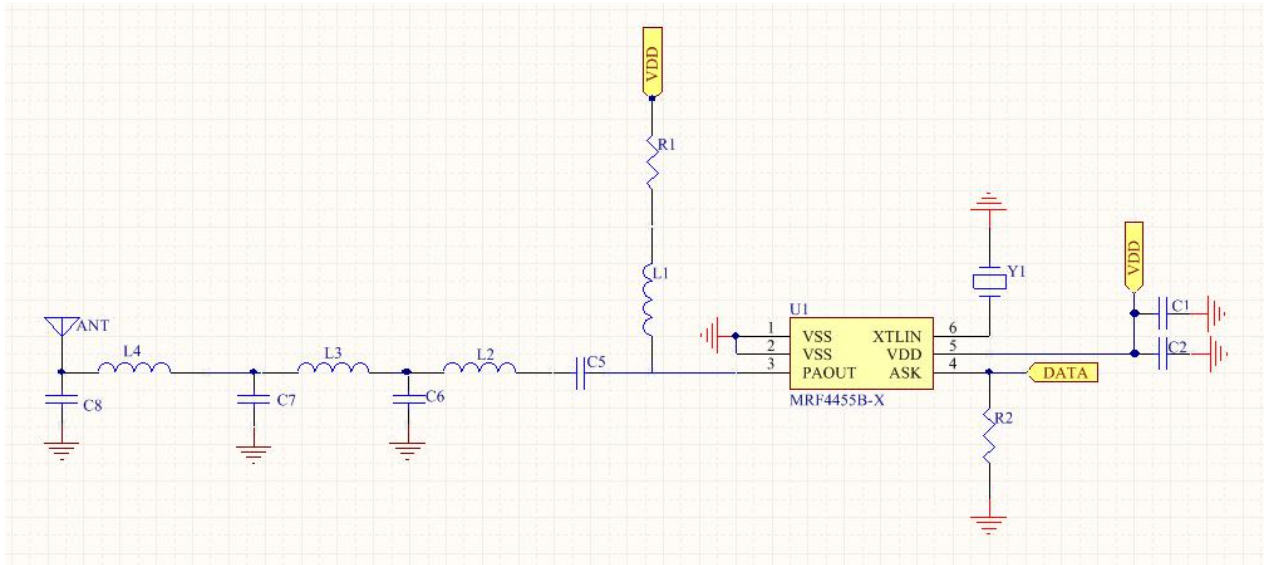 VDD
R1
L1
Y1
VDD
C1
C2
U1
1 VSS XTLIN 6
2 VSS VDD 5
3 PAOUT ASK 4
MRF4455B-X
DATA
R2
ANT
L4
L3
L2
C5
C8
C7
C6